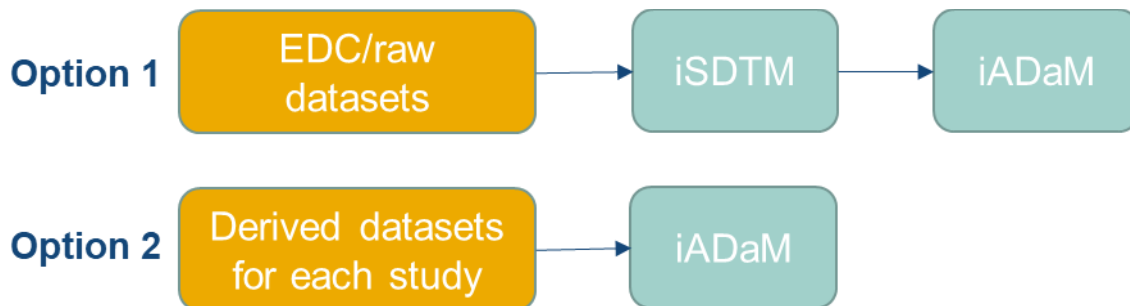 Option 1
EDC/raw
datasets
iSDTM
iADaM
Option 2
Derived datasets
for each study
iADaM